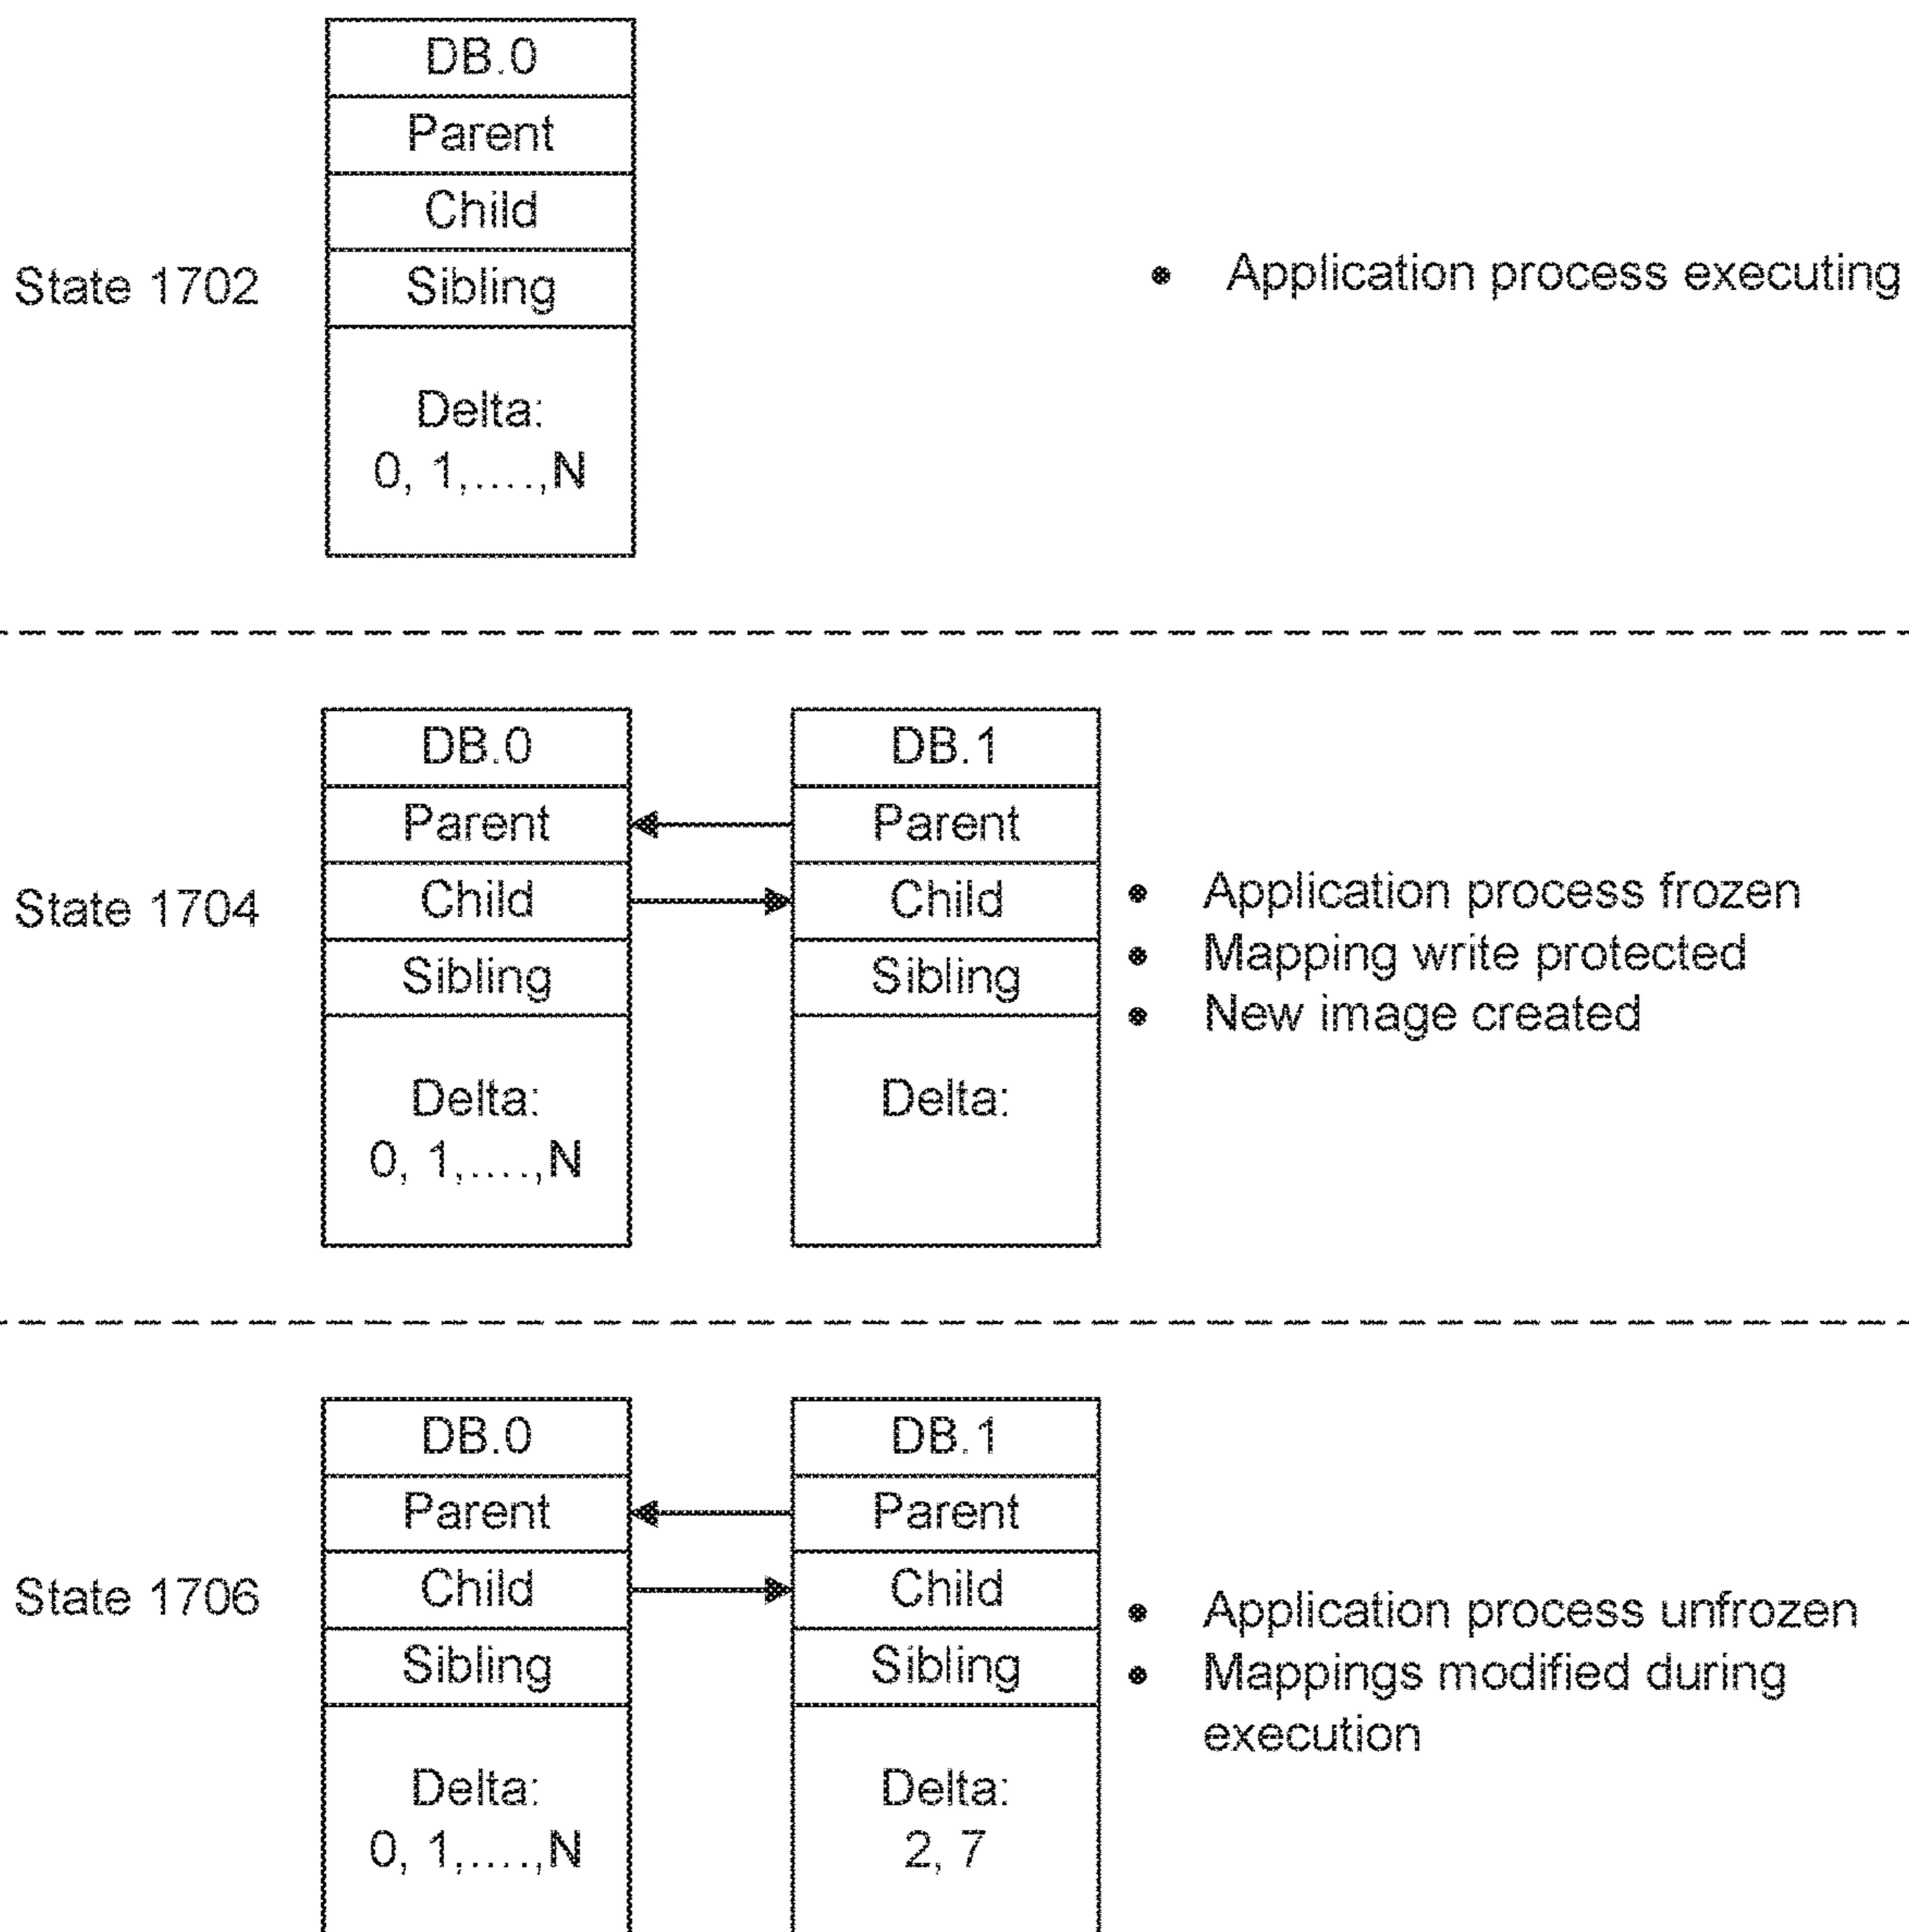 DB.0
Parent
Child
State 1702
Sibling
• Application process executing
Delta:
0, 1,....,N
DB.0
DB.1
Parent
Parent
State 1704
Child
Child
• Application process frozen
• Mapping write protected
Sibling
Sibling
• New image created
Delta:
Delta:
0, 1,....,N
DB.0
DB.1
Parent
Parent
State 1706
Child
Child
• Application process unfrozen
Sibling
Sibling
• Mappings modified during
execution
Delta:
Delta:
0, 1,....,N
2, 7